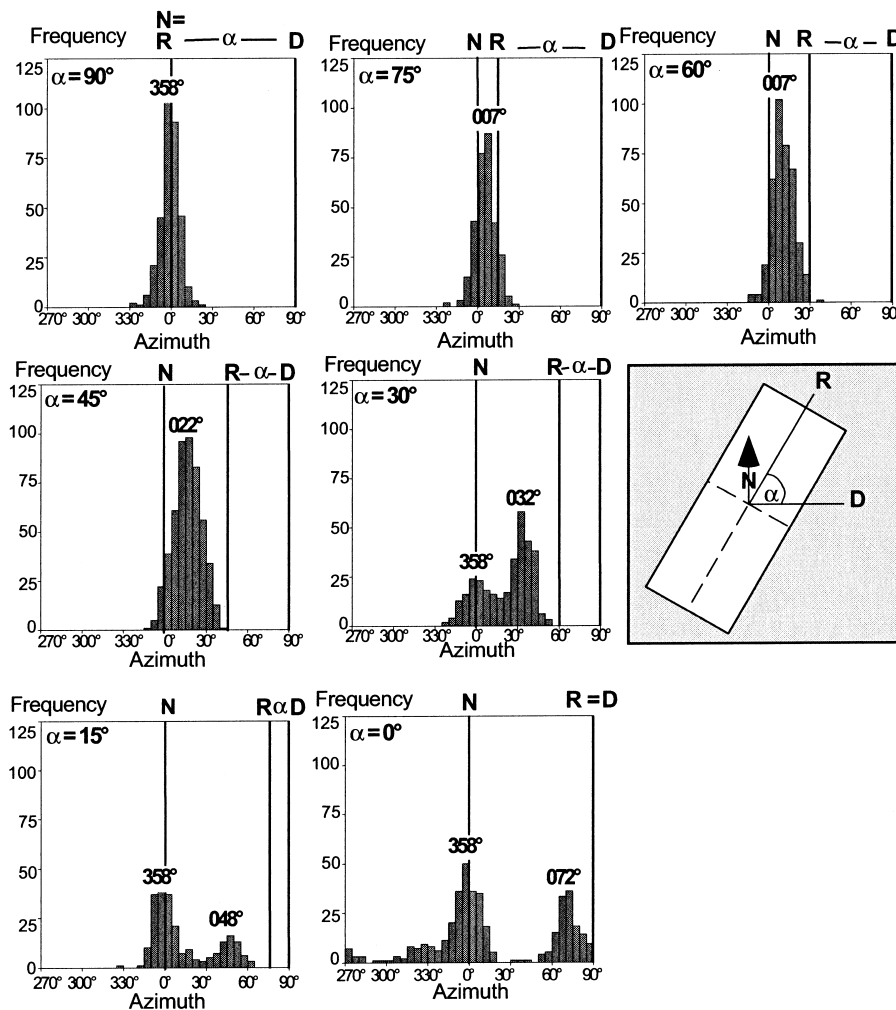 N=
Frequency R — α — D
α = 90°
358°
125
100
75
50
25
0
270° 300° 330° 0° 30° 60° 90°
Azimuth
Frequency N R — α — D
α = 75°
007°
125
100
75
50
25
0
270° 300° 330° 0° 30° 60° 90°
Azimuth
Frequency N R — α — D
α = 60°
007°
125
100
75
50
25
0
270° 300° 330° 0° 30° 60° 90°
Azimuth
Frequency N R - α - D
α = 45°
022°
125
100
75
50
25
0
270° 300° 330° 0° 30° 60° 90°
Azimuth
Frequency N R - α - D
α = 30°
358°
032°
125
100
75
50
25
0
270° 300° 330° 0° 30° 60° 90°
Azimuth
R
N
α
D
Frequency N R α D
α = 15°
358°
048°
125
100
75
50
25
0
270° 300° 330° 0° 30° 60° 90°
Azimuth
Frequency N R = D
α = 0°
358°
072°
125
100
75
50
25
0
270° 300° 330° 0° 30° 60° 90°
Azimuth